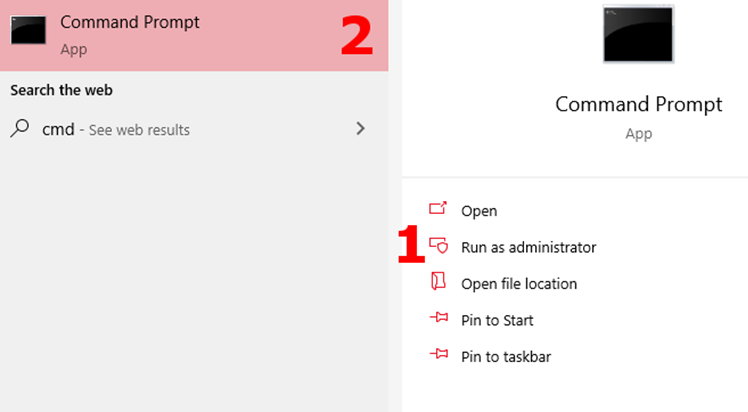 Command Prompt
App
2
Search the web
cmd - See web results
Command Prompt
App
Open
1
Run as administrator
Open file location
Pin to Start
Pin to taskbar